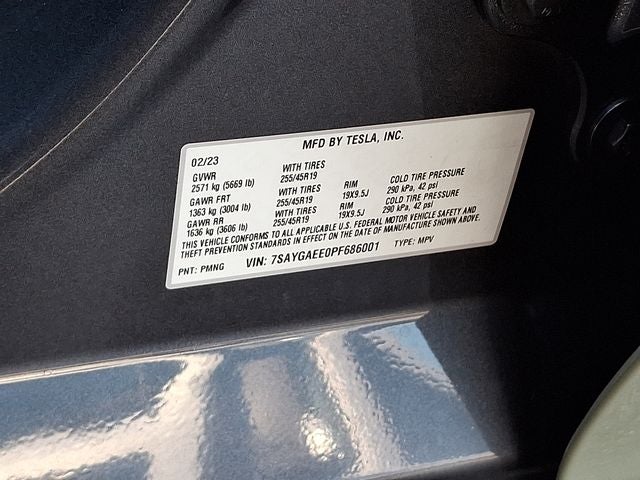 MFD BY TESLA, INC.
02/23
GVWR WITH TIRES
2571 kg (5669 lb) 255/45R19 RIM COLD TIRE PRESSURE
GAWR FRT WITH TIRES 19X9.5J 290 kPa, 42 psi
1363 kg (3004 lb) 255/45R19 RIM COLD TIRE PRESSURE
GAWR RR WITH TIRES 19X9.5J 290 kPa, 42 psi
1636 kg (3606 lb) 255/45R19
THIS VEHICLE CONFORMS TO ALL APPLICABLE U.S. FEDERAL MOTOR VEHICLE SAFETY AND
THEFT PREVENTION STANDARDS IN EFFECT ON THE DATE OF MANUFACTURE SHOWN ABOVE.
PNT: PMNG VIN: 7SAYGAEE0PF686001 TYPE: MPV